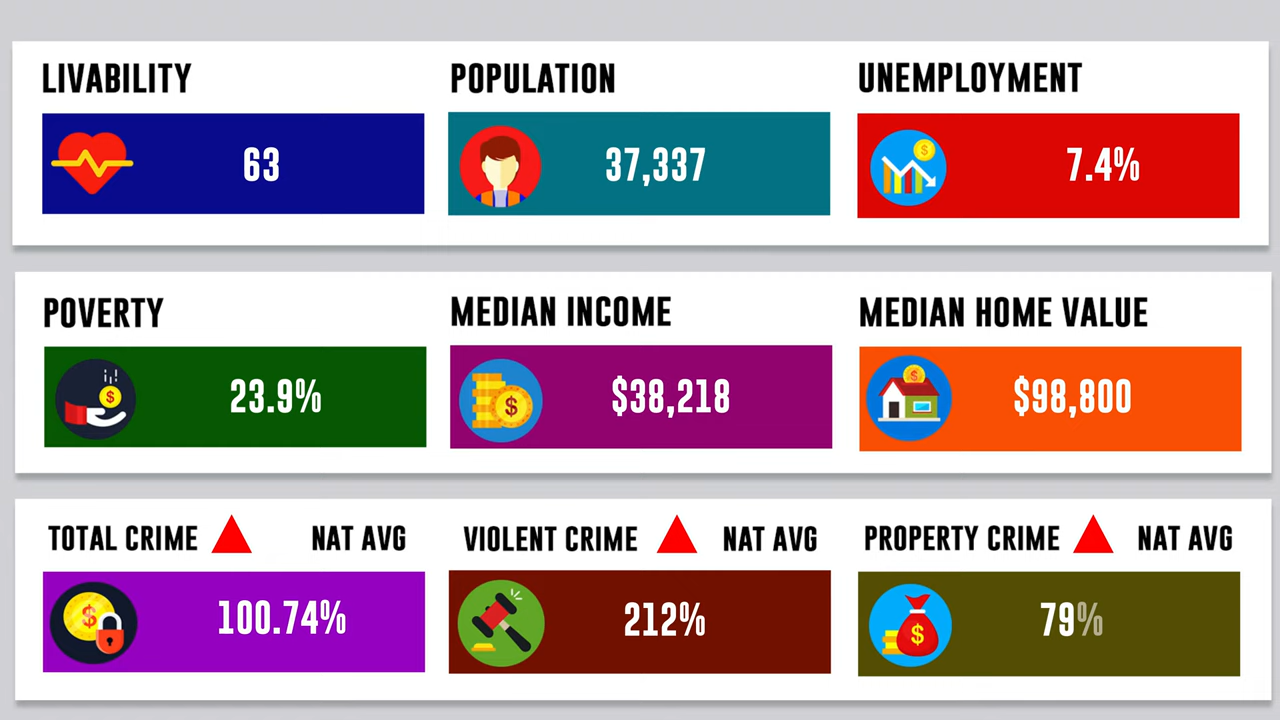 LIVABILITY
63
POPULATION
37,337
UNEMPLOYMENT
$
7.4%
POVERTY
$
23.9%
MEDIAN INCOME
$
$38,218
MEDIAN HOME VALUE
$
$98,800
TOTAL CRIME NAT AVG
$
100.74%
VIOLENT CRIME NAT AVG
212%
PROPERTY CRIME NAT AVG
$
79%